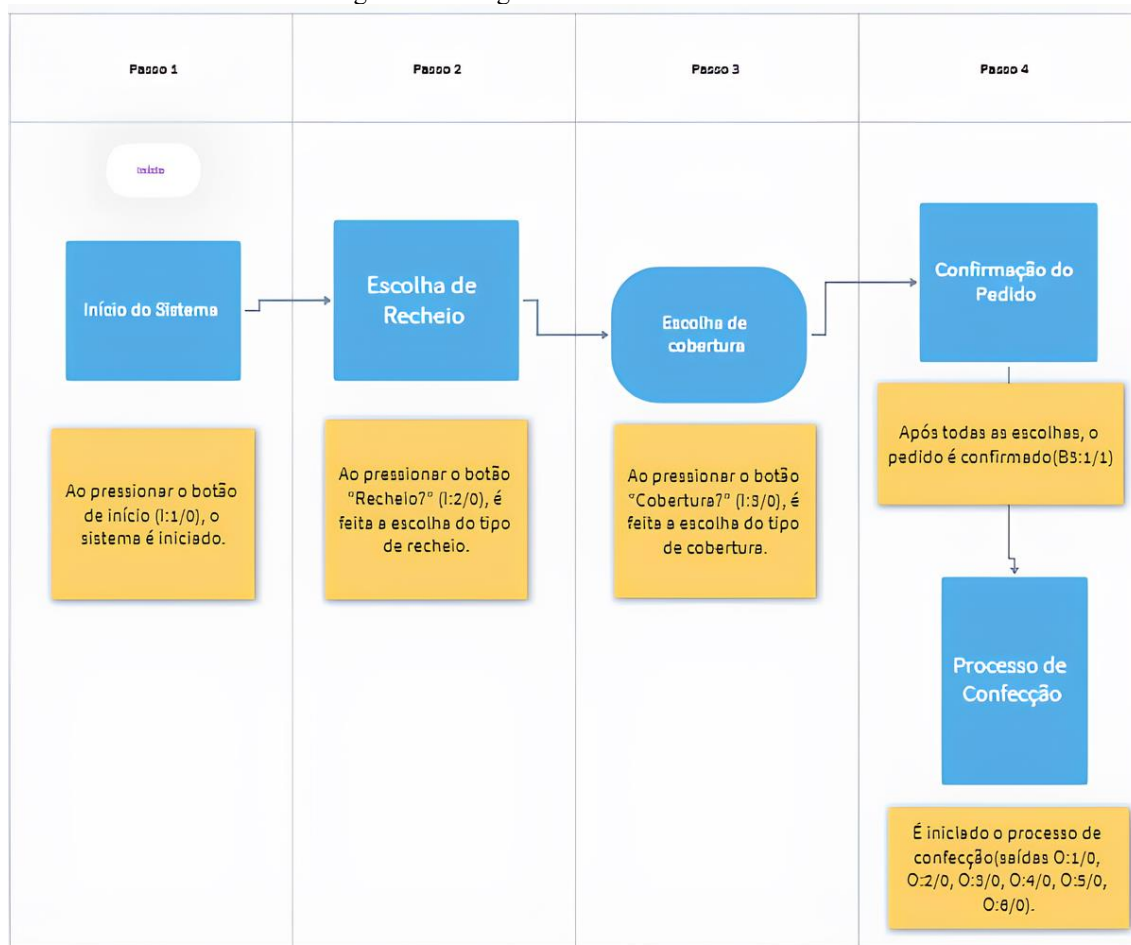 Passo 1
Passo 2
Passo 3
Passo 4
Início
Início do Sistema
Escolha de
Recheio
Escolha de
cobertura
Confirmação do
Pedido
Ao pressionar o botão
de início (I:1/0), o
sistema é iniciado.
Ao pressionar o botão
"Recheio?" (I:2/0), é
feita a escolha do tipo
de recheio.
Ao pressionar o botão
"Cobertura?" (I:3/0), é
feita a escolha do tipo
de cobertura.
Após todas as escolhas, o
pedido é confirmado(B3:1/1)
Processo de
Confecção
É iniciado o processo de
confecção(saídas O:1/0,
O:2/0, O:3/0, O:4/0, O:5/0,
O:6/0).